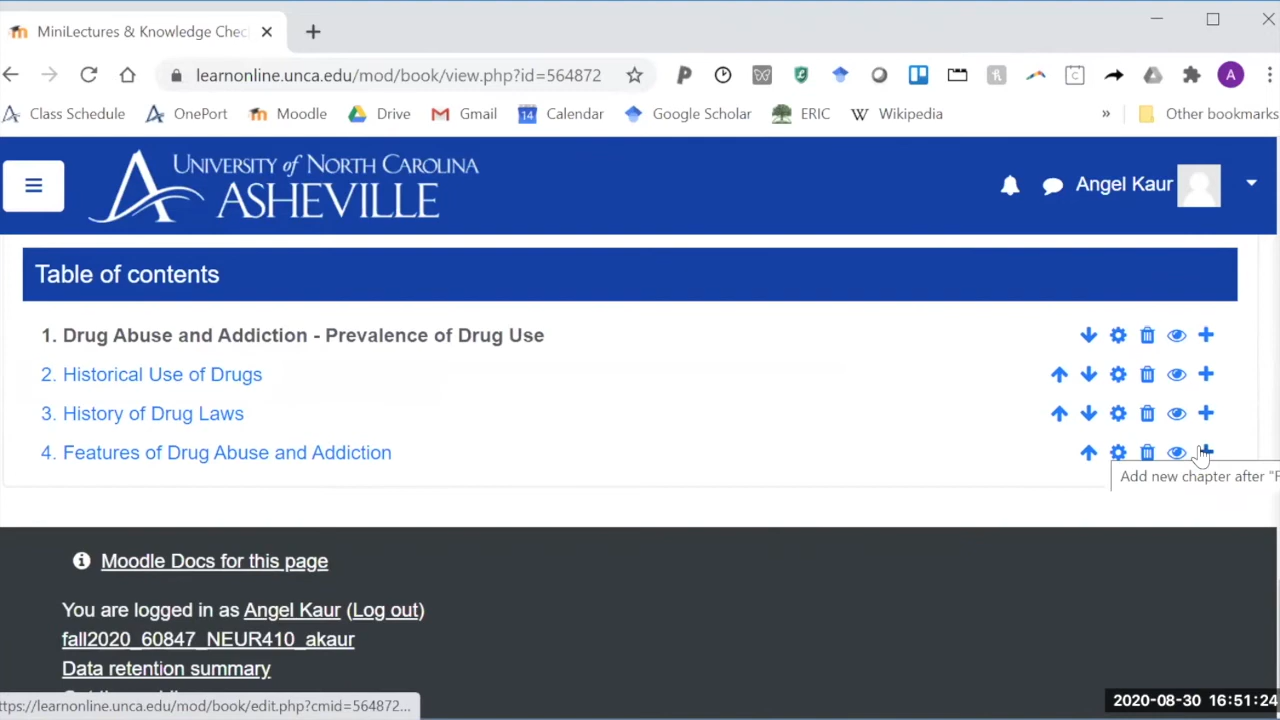 MiniLectures & Knowledge Chec
learnonline.unca.edu/mod/book/view.php?id=564872
Class Schedule OnePort Moodle Drive Gmail 14 Calendar Google Scholar ERIC W Wikipedia » Other bookmarks
UNIVERSITY of NORTH CAROLINA
ASHEVILLE
Angel Kaur
Table of contents
1. Drug Abuse and Addiction - Prevalence of Drug Use
2. Historical Use of Drugs
3. History of Drug Laws
4. Features of Drug Abuse and Addiction
Add new chapter after "F
Moodle Docs for this page
You are logged in as Angel Kaur (Log out)
fall2020_60847_NEUR410_akaur
Data retention summary
ttps://learnonline.unca.edu/mod/book/edit.php?cmid=564872...
2020-08-30 16:51:24